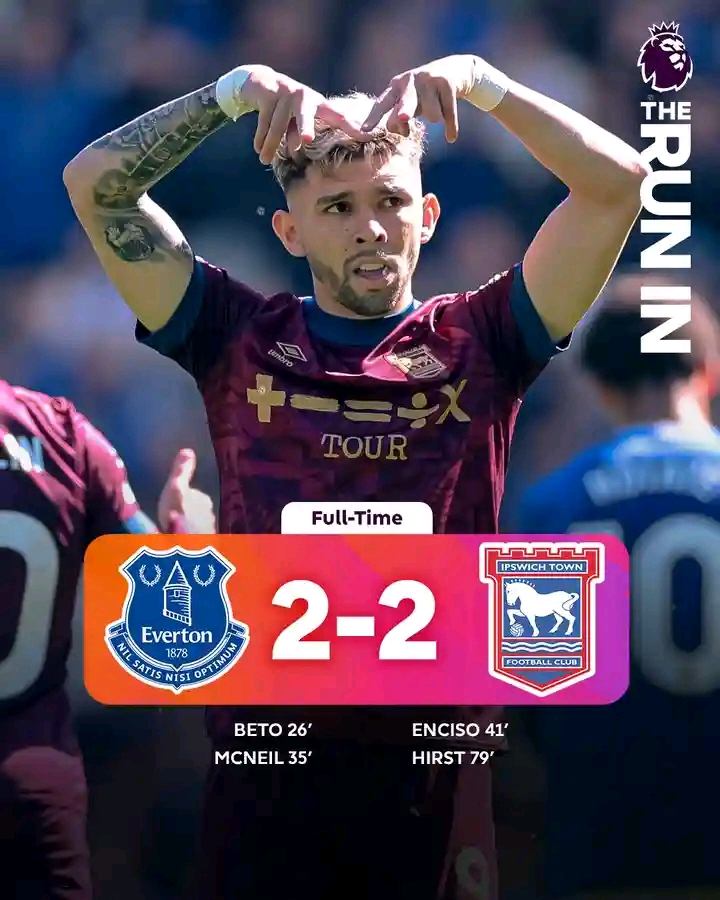 THE
RUN IN
umbro
TOUR
Full-Time
Everton
1878
NIL SATIS NISI OPTIMUM
2-2
IPSWICH TOWN
FOOTBALL CLUB
BETO 26’
MCNEIL 35’
ENCISO 41’
HIRST 79’